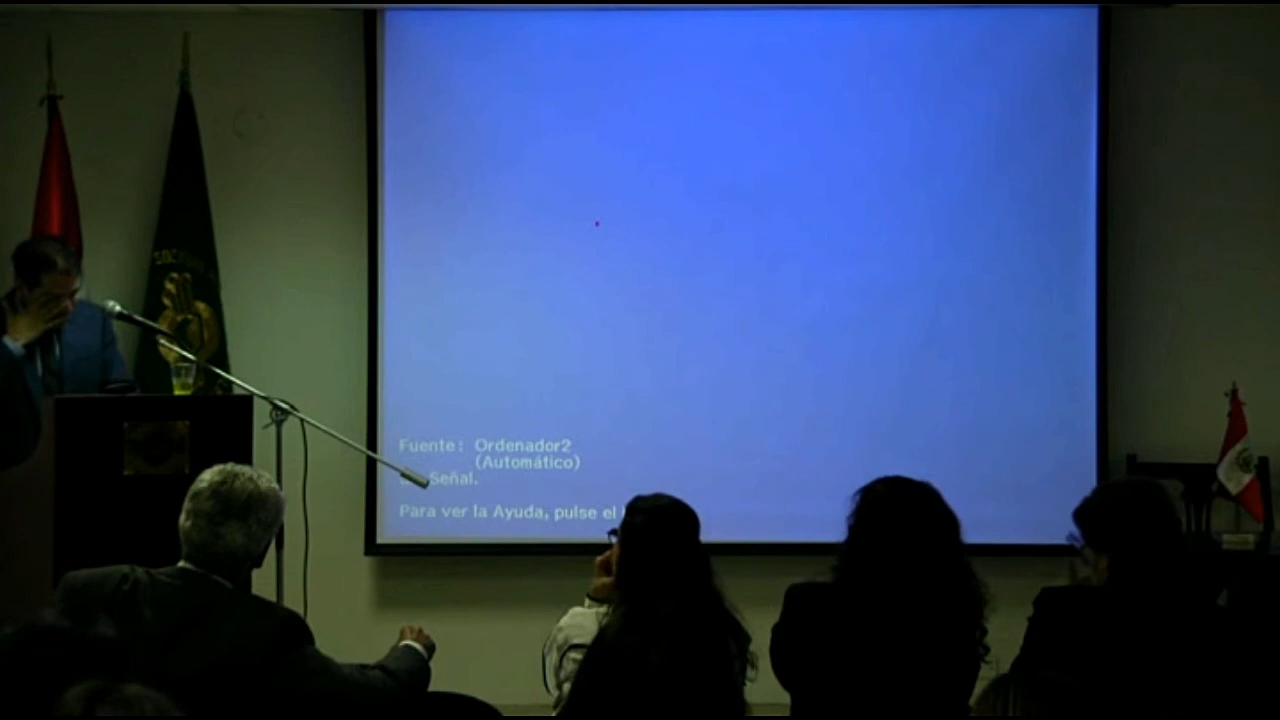 Fuente: Ordenador2
(Automático)
Señal.
Para ver la Ayuda, pulse el